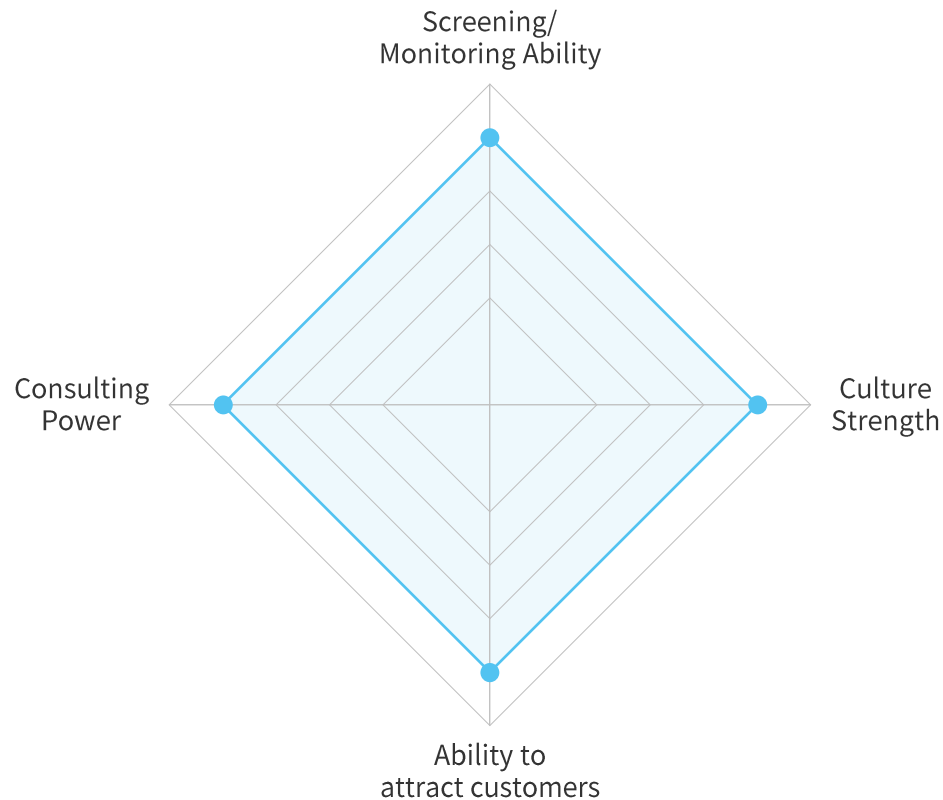 Screening/
Monitoring Ability
Consulting
Power
Culture
Strength
Ability to
attract customers